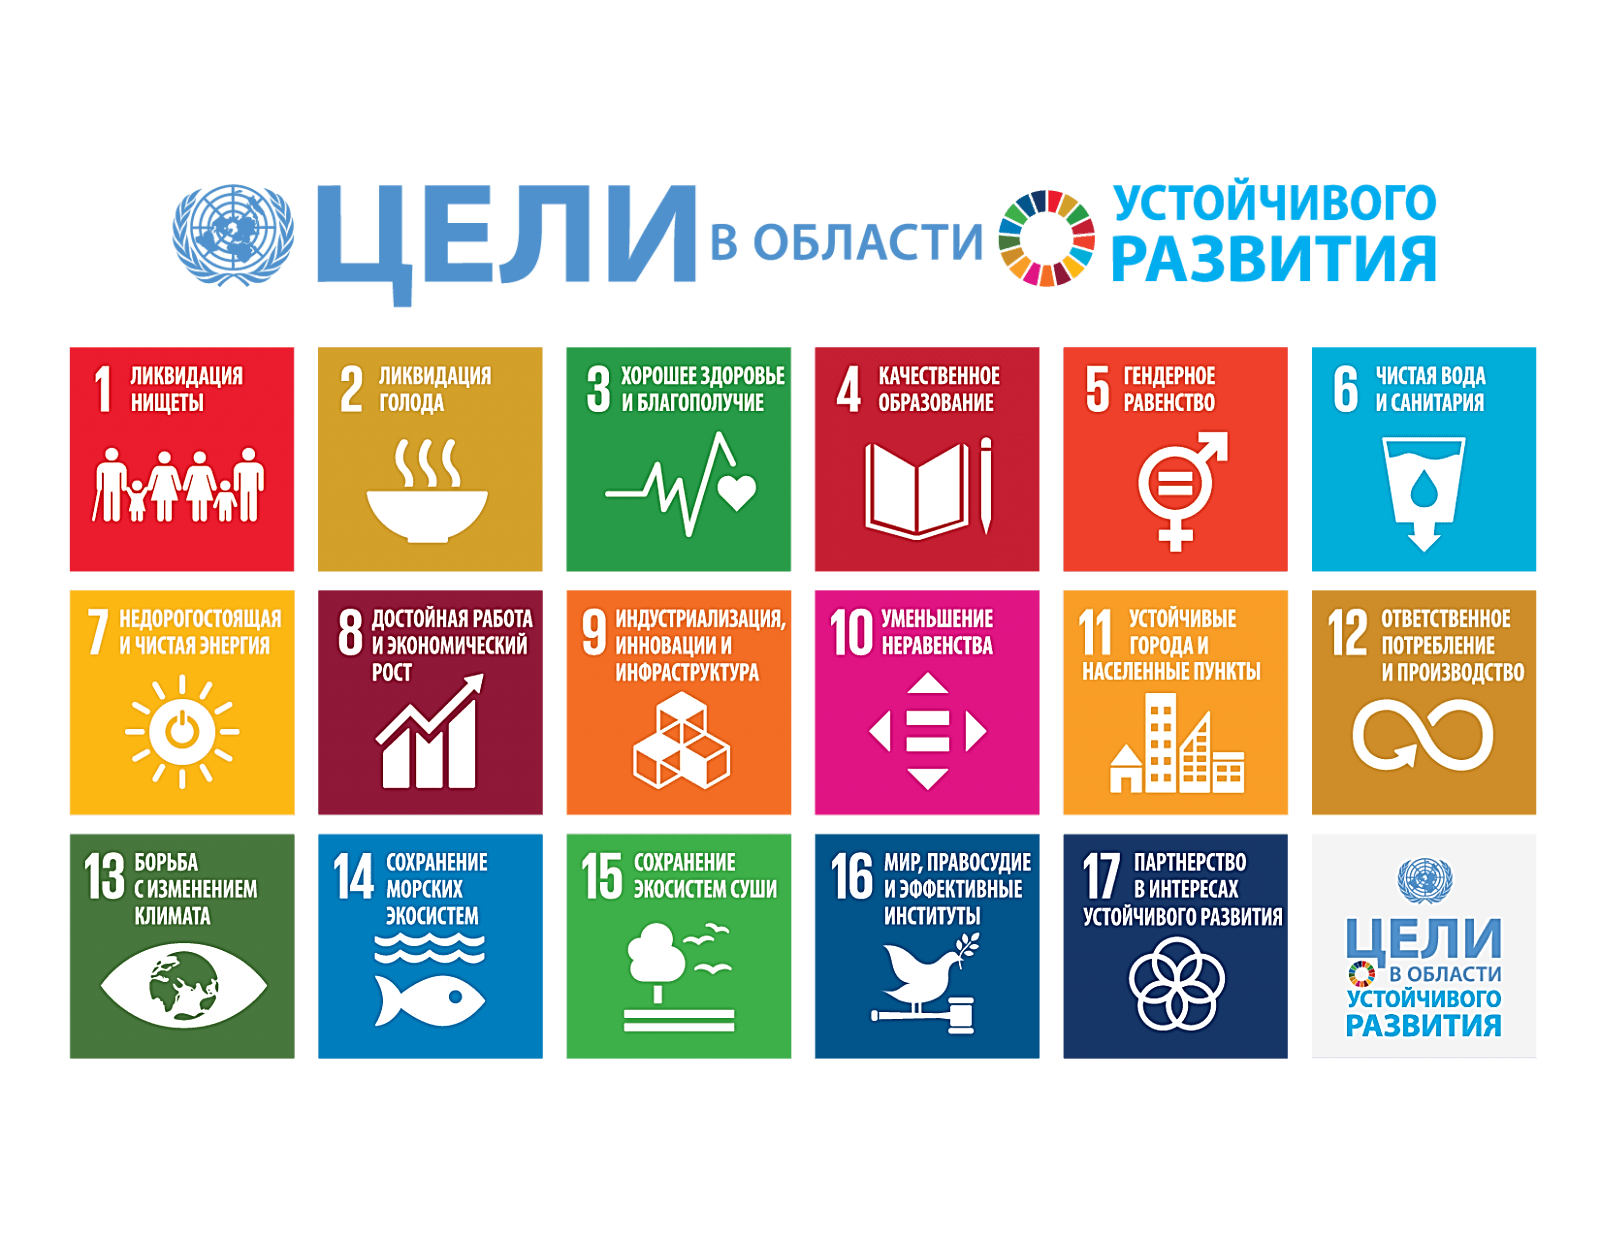 ЦЕЛИ В ОБЛАСТИ УСТОЙЧИВОГО
РАЗВИТИЯ
1 ЛИКВИДАЦИЯ
НИЩЕТЫ
2 ЛИКВИДАЦИЯ
ГОЛОДА
3 ХОРОШЕЕ ЗДОРОВЬЕ
И БЛАГОПОЛУЧИЕ
4 КАЧЕСТВЕННОЕ
ОБРАЗОВАНИЕ
5 ГЕНДЕРНОЕ
РАВЕНСТВО
6 ЧИСТАЯ ВОДА
И САНИТАРИЯ
7 НЕДОРОГОСТОЯЩАЯ
И ЧИСТАЯ ЭНЕРГИЯ
8 ДОСТОЙНАЯ РАБОТА
И ЭКОНОМИЧЕСКИЙ
РОСТ
9 ИНДУСТРИАЛИЗАЦИЯ,
ИННОВАЦИИ И
ИНФРАСТРУКТУРА
10 УМЕНЬШЕНИЕ
НЕРАВЕНСТВА
11 УСТОЙЧИВЫЕ
ГОРОДА И
НАСЕЛЕННЫЕ ПУНКТЫ
12 ОТВЕТСТВЕННОЕ
ПОТРЕБЛЕНИЕ
И ПРОИЗВОДСТВО
13 БОРЬБА
С ИЗМЕНЕНИЕМ
КЛИМАТА
14 СОХРАНЕНИЕ
МОРСКИХ
ЭКОСИСТЕМ
15 СОХРАНЕНИЕ
ЭКОСИСТЕМ СУШИ
16 МИР, ПРАВОСУДИЕ
И ЭФФЕКТИВНЫЕ
ИНСТИТУТЫ
17 ПАРТНЕРСТВО
В ИНТЕРЕСАХ
УСТОЙЧИВОГО РАЗВИТИЯ
ЦЕЛИ
В ОБЛАСТИ
УСТОЙЧИВОГО
РАЗВИТИЯ